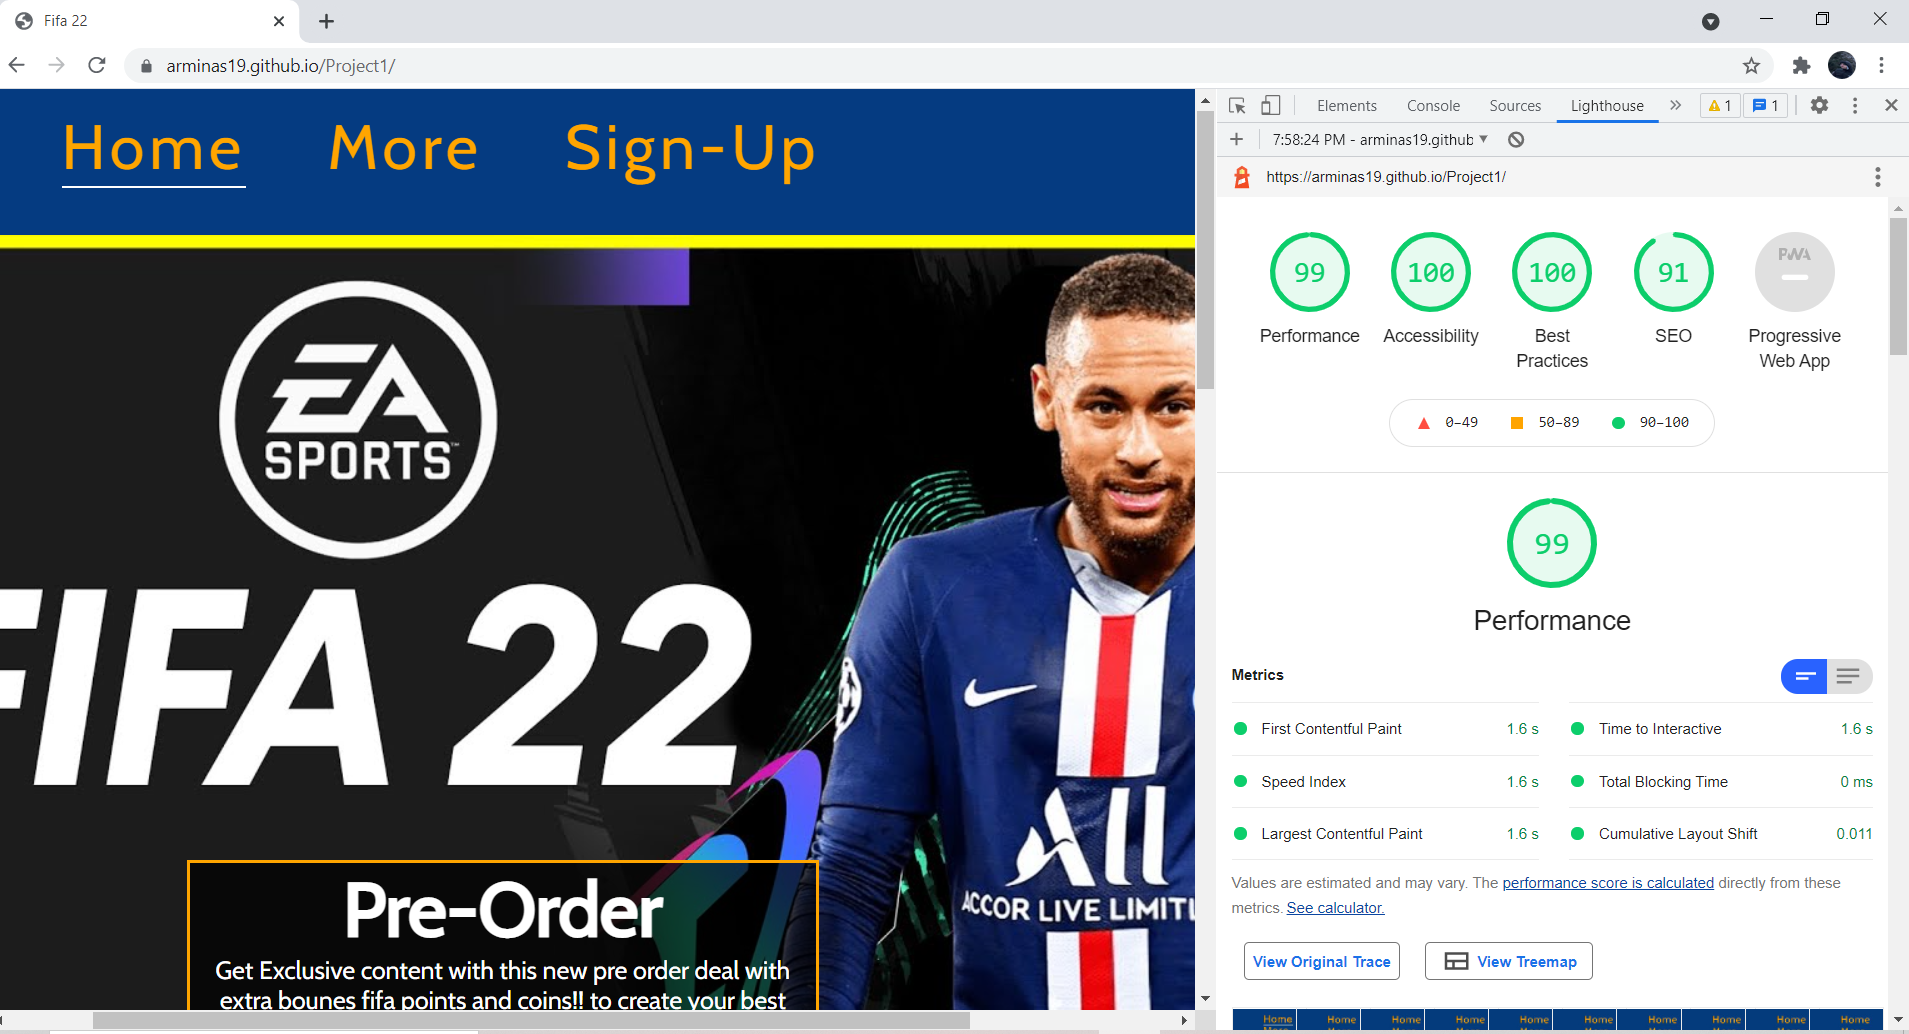 Fifa 22
arminas19.github.io/Project1/
Home More Sign-Up
EA
SPORTS™
FIFA 22
ACCOR LIVE LIMITL
Pre-Order
Get Exclusive content with this new pre order deal with
extra bounes fifa points and coins!! to create your best
Elements Console Sources Lighthouse 1 1
7:58:24 PM - arminas19.github
https://arminas19.github.io/Project1/
99 100 100 91 PWA
Performance Accessibility Best Practices SEO Progressive Web App
0–49 50–89 90–100
99
Performance
Metrics
First Contentful Paint 1.6 s
Time to Interactive 1.6 s
Speed Index 1.6 s
Total Blocking Time 0 ms
Largest Contentful Paint 1.6 s
Cumulative Layout Shift 0.011
Values are estimated and may vary. The performance score is calculated directly from these
metrics. See calculator.
View Original Trace View Treemap
Home Home Home Home Home Home Home Home Home Home